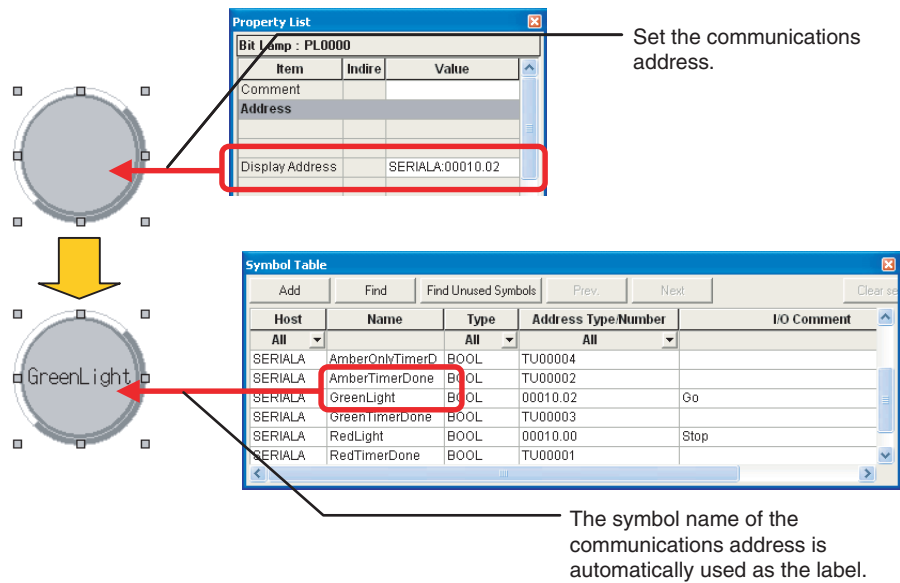 Property List
Bit Lamp : PL0000
Item Indire Value
Comment
Address
Display Address SERIALA:00010.02
Set the communications
address.
Symbol Table
Add Find Find Unused Symbols Prev. Next Clear se
Host Name Type Address Type/Number I/O Comment
All All All
SERIALA AmberOnlyTimerD BOOL TU00004
SERIALA AmberTimerDone BOOL TU00002
SERIALA GreenLight BOOL 00010.02 Go
SERIALA GreenTimerDone BOOL TU00003
SERIALA RedLight BOOL 00010.00 Stop
SERIALA RedTimerDone BOOL TU00001
GreenLight
The symbol name of the
communications address is
automatically used as the label.